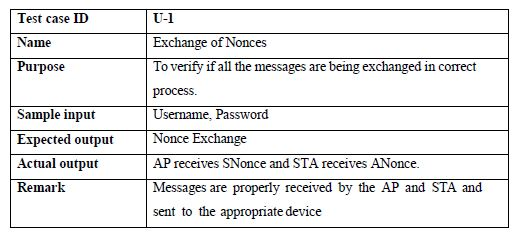 Test case ID U-1
Name Exchange of Nonces
Purpose To verify if all the messages are being exchanged in correct
process.
Sample input Username, Password
Expected output Nonce Exchange
Actual output AP receives SNonce and STA receives ANonce.
Remark Messages are properly received by the AP and STA and
sent to the appropriate device